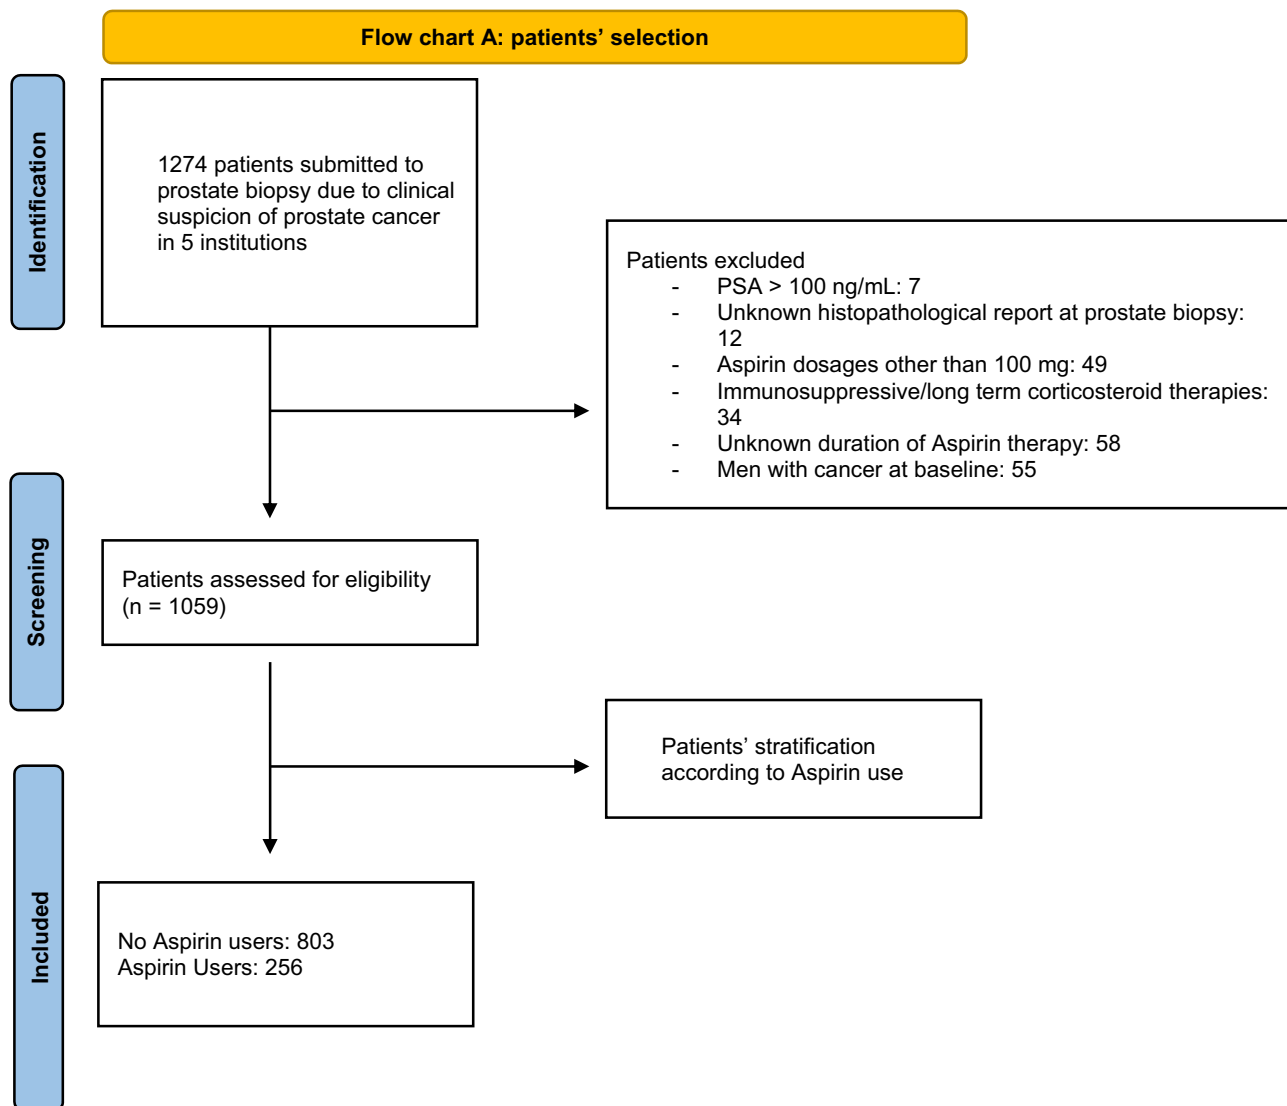 Flow chart A: patients’ selection
Identification
1274 patients submitted to
prostate biopsy due to clinical
suspicion of prostate cancer
in 5 institutions
Patients excluded
- PSA > 100 ng/mL: 7
- Unknown histopathological report at prostate biopsy:
12
- Aspirin dosages other than 100 mg: 49
- Immunosuppressive/long term corticosteroid therapies:
34
- Unknown duration of Aspirin therapy: 58
- Men with cancer at baseline: 55
Screening
Patients assessed for eligibility
(n = 1059)
Patients’ stratification
according to Aspirin use
Included
No Aspirin users: 803
Aspirin Users: 256